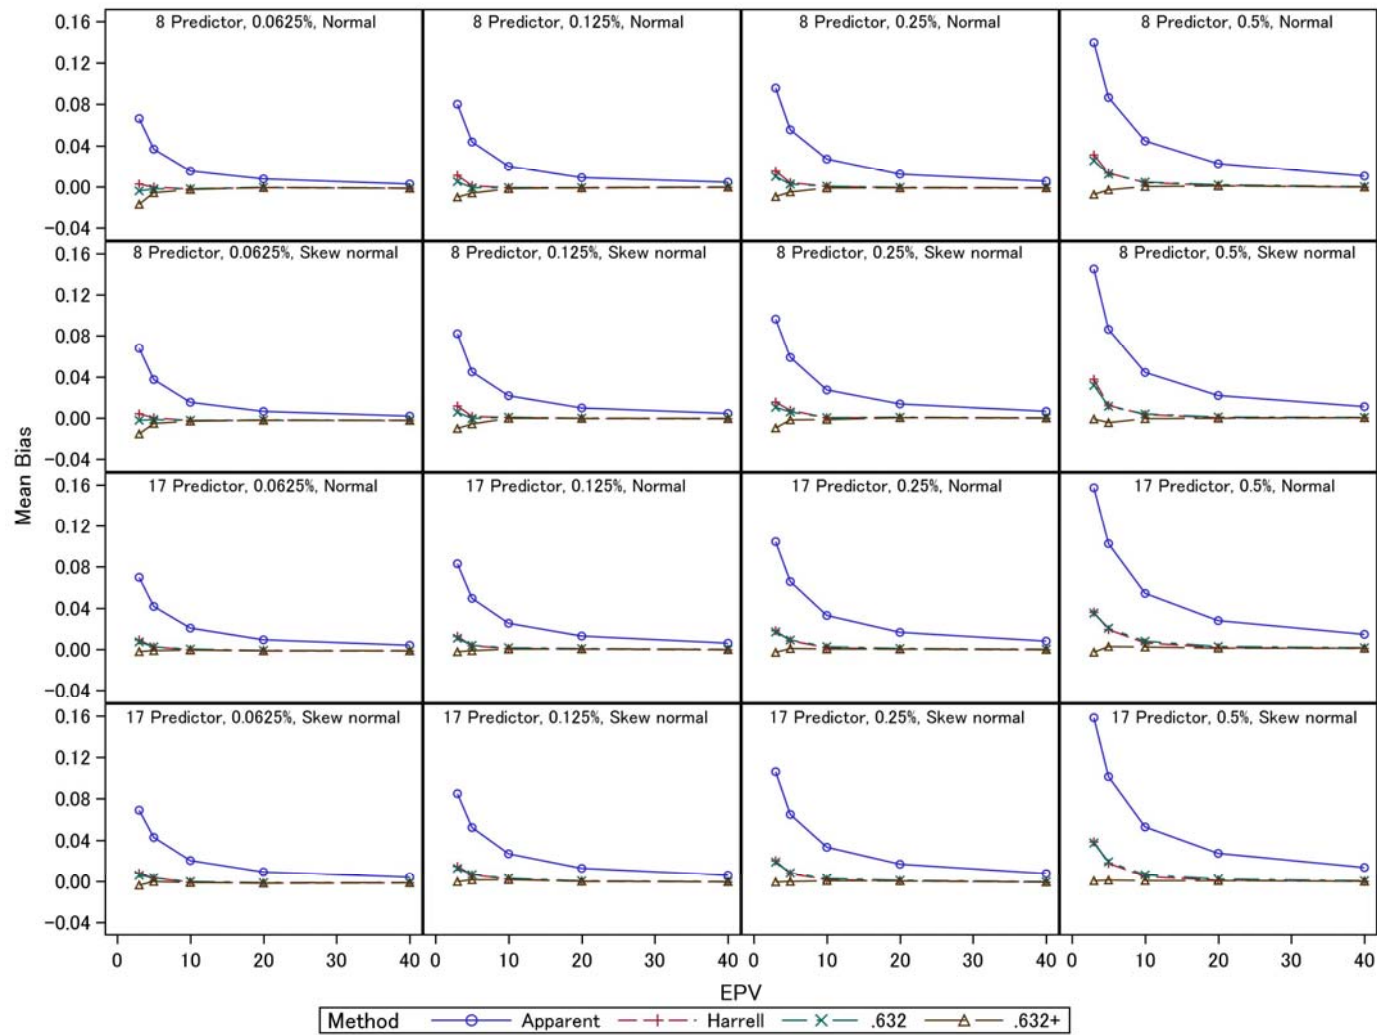 8 Predictor, 0.0625%, Normal
8 Predictor, 0.125%, Normal
8 Predictor, 0.25%, Normal
8 Predictor, 0.5%, Normal
0.16
0.12
0.08
0.04
0.00
−0.04
8 Predictor, 0.0625%, Skew normal
8 Predictor, 0.125%, Skew normal
8 Predictor, 0.25%, Skew normal
8 Predictor, 0.5%, Skew normal
0.16
0.12
0.08
0.04
0.00
−0.04
Mean Bias
17 Predictor, 0.0625%, Normal
17 Predictor, 0.125%, Normal
17 Predictor, 0.25%, Normal
17 Predictor, 0.5%, Normal
0.16
0.12
0.08
0.04
0.00
−0.04
17 Predictor, 0.0625%, Skew normal
17 Predictor, 0.125%, Skew normal
17 Predictor, 0.25%, Skew normal
17 Predictor, 0.5%, Skew normal
0.16
0.12
0.08
0.04
0.00
−0.04
0 10 20 30 40 0 10 20 30 40 0 10 20 30 40 0 10 20 30 40
EPV
Method Apparent Harrell .632 .632+